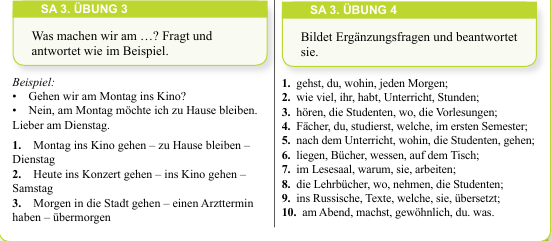 SA 3. ÜBUNG 3
Was machen wir am …? Fragt und
antwortet wie im Beispiel.
Beispiel:
• Gehen wir am Montag ins Kino?
• Nein, am Montag möchte ich zu Hause bleiben.
Lieber am Dienstag.
1. Montag ins Kino gehen – zu Hause bleiben –
Dienstag
2. Heute ins Konzert gehen – ins Kino gehen –
Samstag
3. Morgen in die Stadt gehen – einen Arzttermin
haben – übermorgen
SA 3. ÜBUNG 4
Bildet Ergänzungsfragen und beantwortet
sie.
1. gehst, du, wohin, jeden Morgen;
2. wie viel, ihr, habt, Unterricht, Stunden;
3. hören, die Studenten, wo, die Vorlesungen;
4. Fächer, du, studierst, welche, im ersten Semester;
5. nach dem Unterricht, wohin, die Studenten, gehen;
6. liegen, Bücher, wessen, auf dem Tisch;
7. im Lesesaal, warum, sie, arbeiten;
8. die Lehrbücher, wo, nehmen, die Studenten;
9. ins Russische, Texte, welche, sie, übersetzt;
10. am Abend, machst, gewöhnlich, du. was.